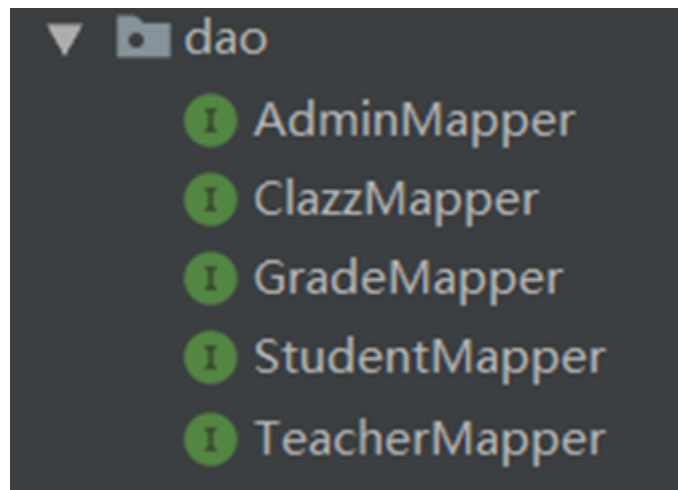 dao
I AdminMapper
I ClazzMapper
I GradeMapper
I StudentMapper
I TeacherMapper